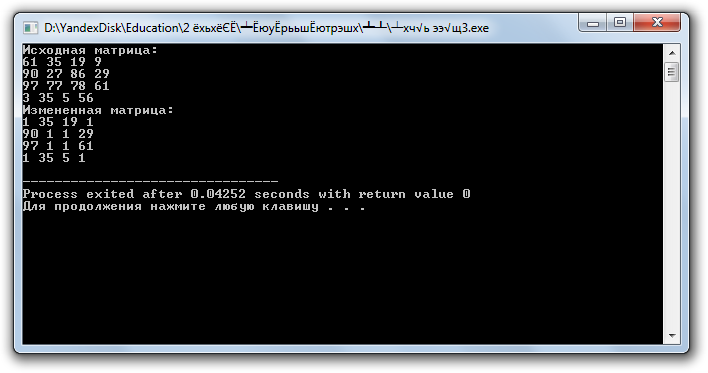 D:\YandexDisk\Education\2 ёхьхёЄЁ\┴ЁюуЁрььшЁютрэшх\┴┴\┴хч√ь ээ√щ3.exe
Исходная матрица:
61 35 19 9
90 27 86 29
97 77 78 61
3 35 5 56
Измененная матрица:
1 35 19 1
90 1 1 29
97 1 1 61
1 35 5 1
--------------------------------
Process exited after 0.04252 seconds with return value 0
Для продолжения нажмите любую клавишу . . .